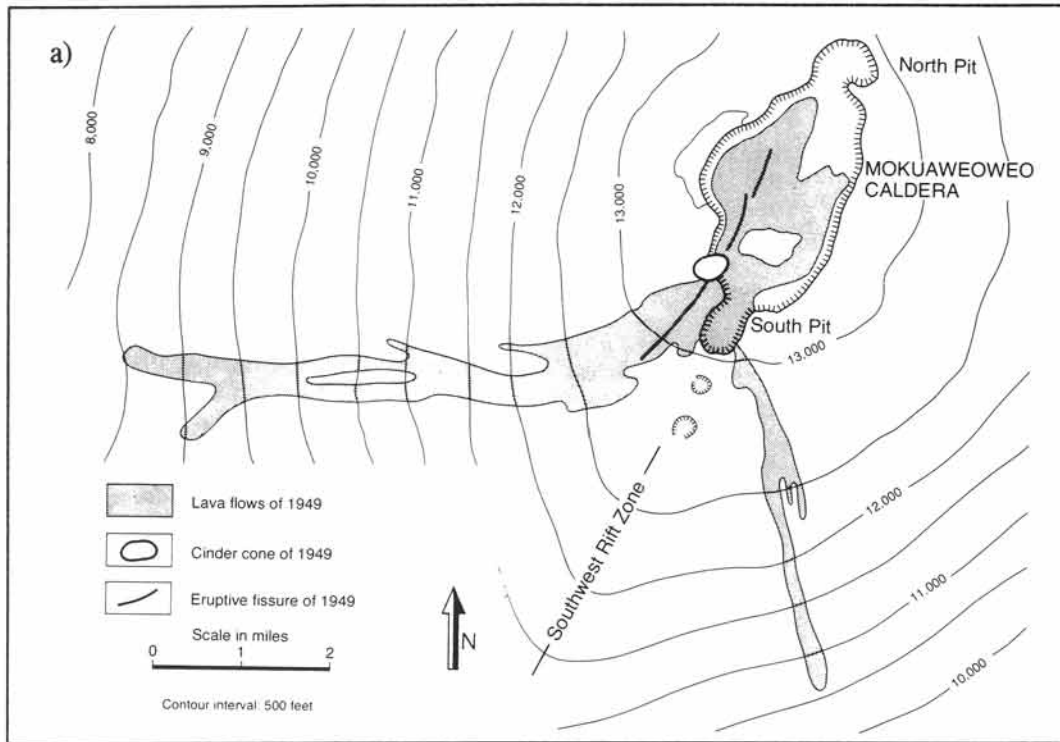 a)
North Pit
MOKUAWEOWEO
CALDERA
8,000
9,000
10,000
11,000
12,000
13,000
South Pit
13,000
12,000
11,000
10,000
Southwest Rift Zone
Lava flows of 1949
Cinder cone of 1949
Eruptive fissure of 1949
Scale in miles
0 1 2
N
Contour interval: 500 feet